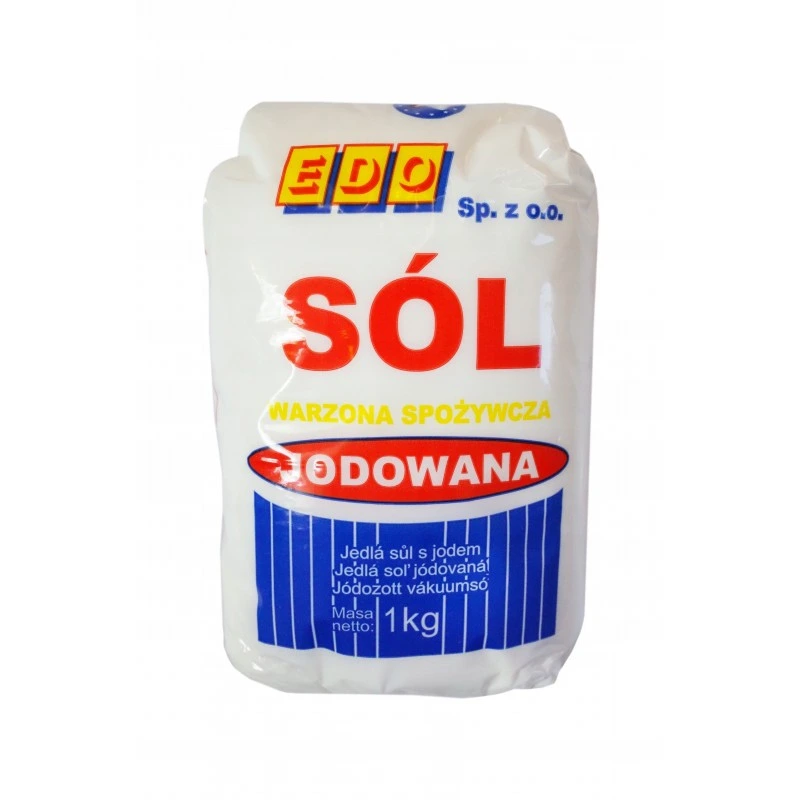 EDO
Sp. z o.o.
SÓL
WARZONA SPOŻYWCZA
JODOWANA
Jedlá sůl s jodem
Jedlá soľ jódovaná
Jódozott vákuumsó
Masa
netto: 1kg